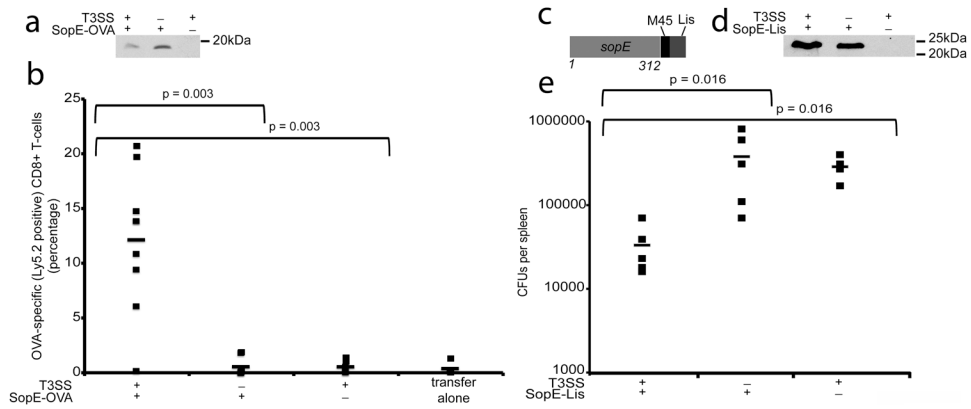 a
T3SS + – +
SopE-OVA + + –
20kDa
b
p = 0.003
p = 0.003
OVA-specific (Ly5.2 positive) CD8+ T-cells
(percentage)
25
20
15
10
5
0
T3SS + – + transfer
SopE-OVA + + – alone
c
M45 Lis
sopE
1 312
d
T3SS + – +
SopE-Lis + + –
25kDa
20kDa
e
p = 0.016
p = 0.016
CFUs per spleen
1000000
100000
10000
1000
T3SS + – +
SopE-Lis + + –